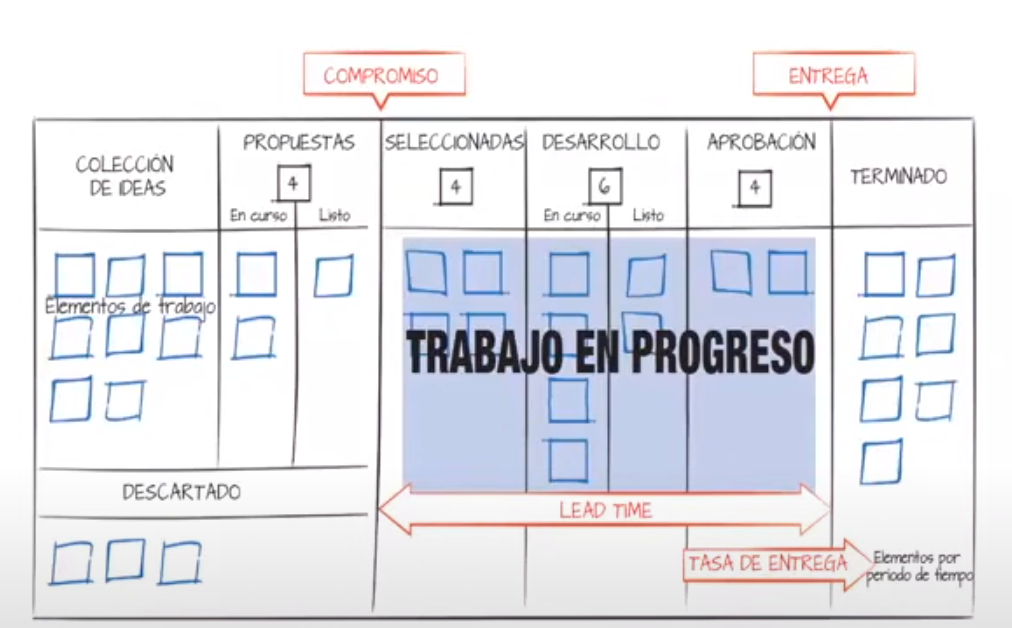 COMPROMISO
ENTREGA
COLECCIÓN
DE IDEAS
PROPUESTAS
4
En curso
Listo
SELECCIONADAS
4
DESARROLLO
6
En curso
Listo
APROBACIÓN
4
TERMINADO
Elementos de trabajo
TRABAJO EN PROGRESO
DESCARTADO
LEAD TIME
TASA DE ENTREGA
Elementos por
periodo de tiempo